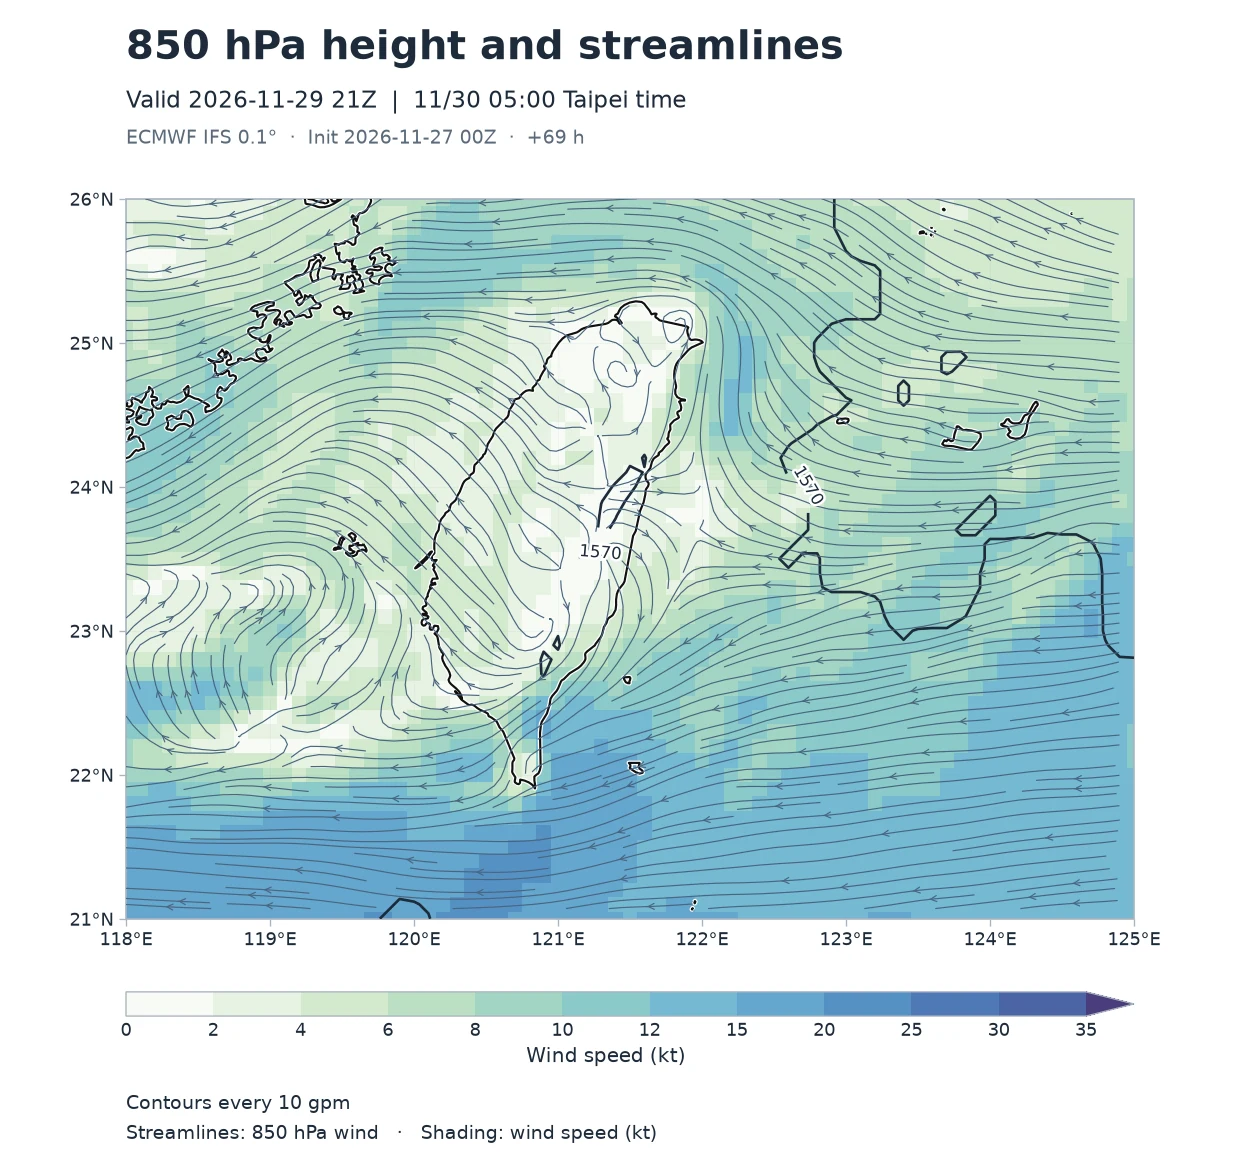 850 hPa height and streamlines
Valid 2026-11-29 21Z | 11/30 05:00 Taipei time
ECMWF IFS 0.1° · Init 2026-11-27 00Z · +69 h
26°N
25°N
24°N
23°N
22°N
21°N
1570
1570
118°E 119°E 120°E 121°E 122°E 123°E 124°E 125°E
0 2 4 6 8 10 12 15 20 25 30 35
Wind speed (kt)
Contours every 10 gpm
Streamlines: 850 hPa wind · Shading: wind speed (kt)